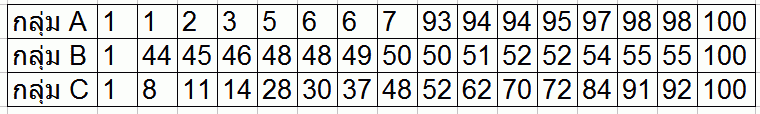 กลุ่ม A 1 1 2 3 5 6 6 7 93 94 94 95 97 98 98 100
กลุ่ม B 1 44 45 46 48 48 49 50 50 51 52 52 54 55 55 100
กลุ่ม C 1 8 11 14 28 30 37 48 52 62 70 72 84 91 92 100